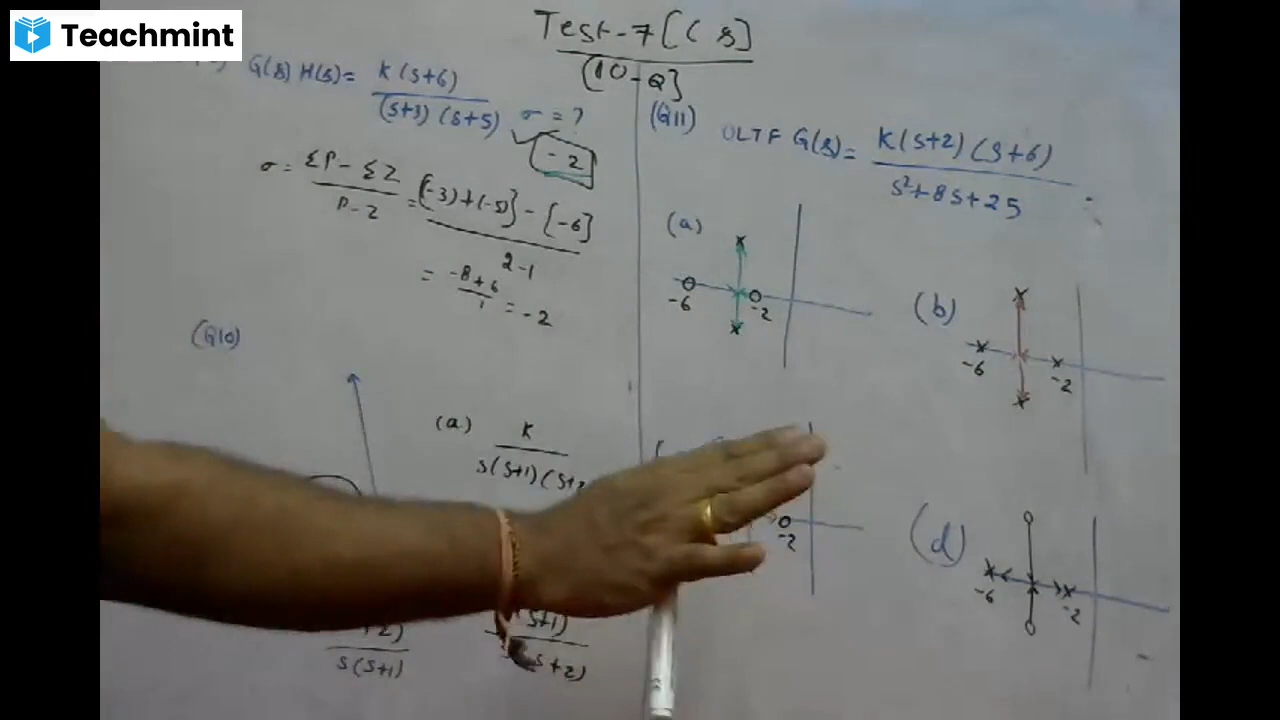 Teachmint
Test-7 [C S]
(10-Q]
G(s) H(s) = K(s+6)
(s+3) (s+5)
σ = ?
-2
σ = ΣP - ΣZ
P-Z
= [(-3)+(-5)] - [-6]
2-1
= -8+6
1
= -2
(Q10)
(a) K
s(s+1)(s+
s(s+1)
(s+1)
s+2)
(Q11) OLTF G(s) = K(s+2) (s+6)
s²+8s+25
(a)
-6
-2
(b)
-6
-2
-2
(d)
-6
-2